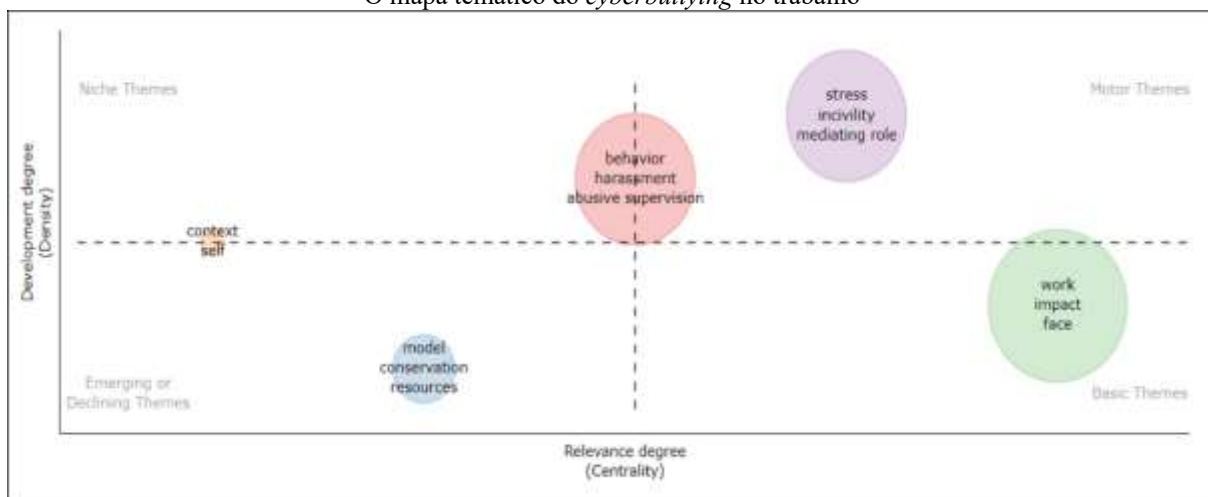 O mapa temático do cyberbullying no trabalho
Niche Themes
Motor Themes
stress
incivility
mediating role
behavior
harassment
abusive supervision
context
self
work
impact
face
model
conservation
resources
Emerging or
Declining Themes
Basic Themes
Development degree
(Density)
Relevance degree
(Centrality)